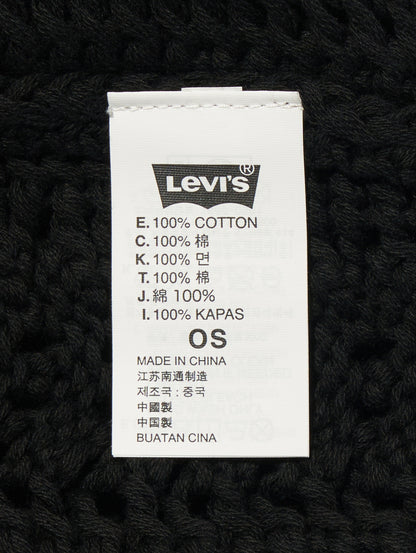 LEVI'S®
E. 100% COTTON
C. 100% 棉
K. 100% 면
T. 100% 棉
J. 綿 100%
I. 100% KAPAS
OS
MADE IN CHINA
江苏南通制造
제조국 : 중국
中國製
中国製
BUATAN CINA